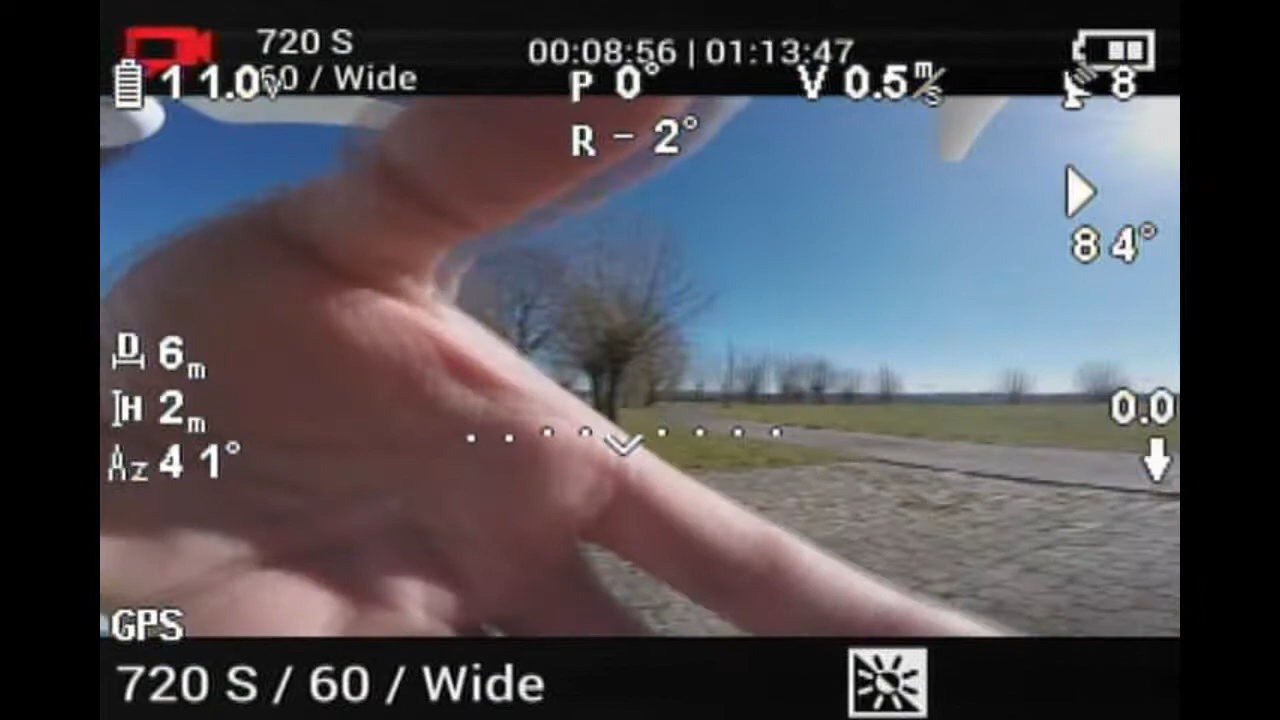 720 S
00:08:56 | 01:13:47
60 / Wide
11.0V
P 0°
V 0.5 m/s
8
R - 2°
84°
D 6m
H 2m
0.0
Az 41°
GPS
720 S / 60 / Wide